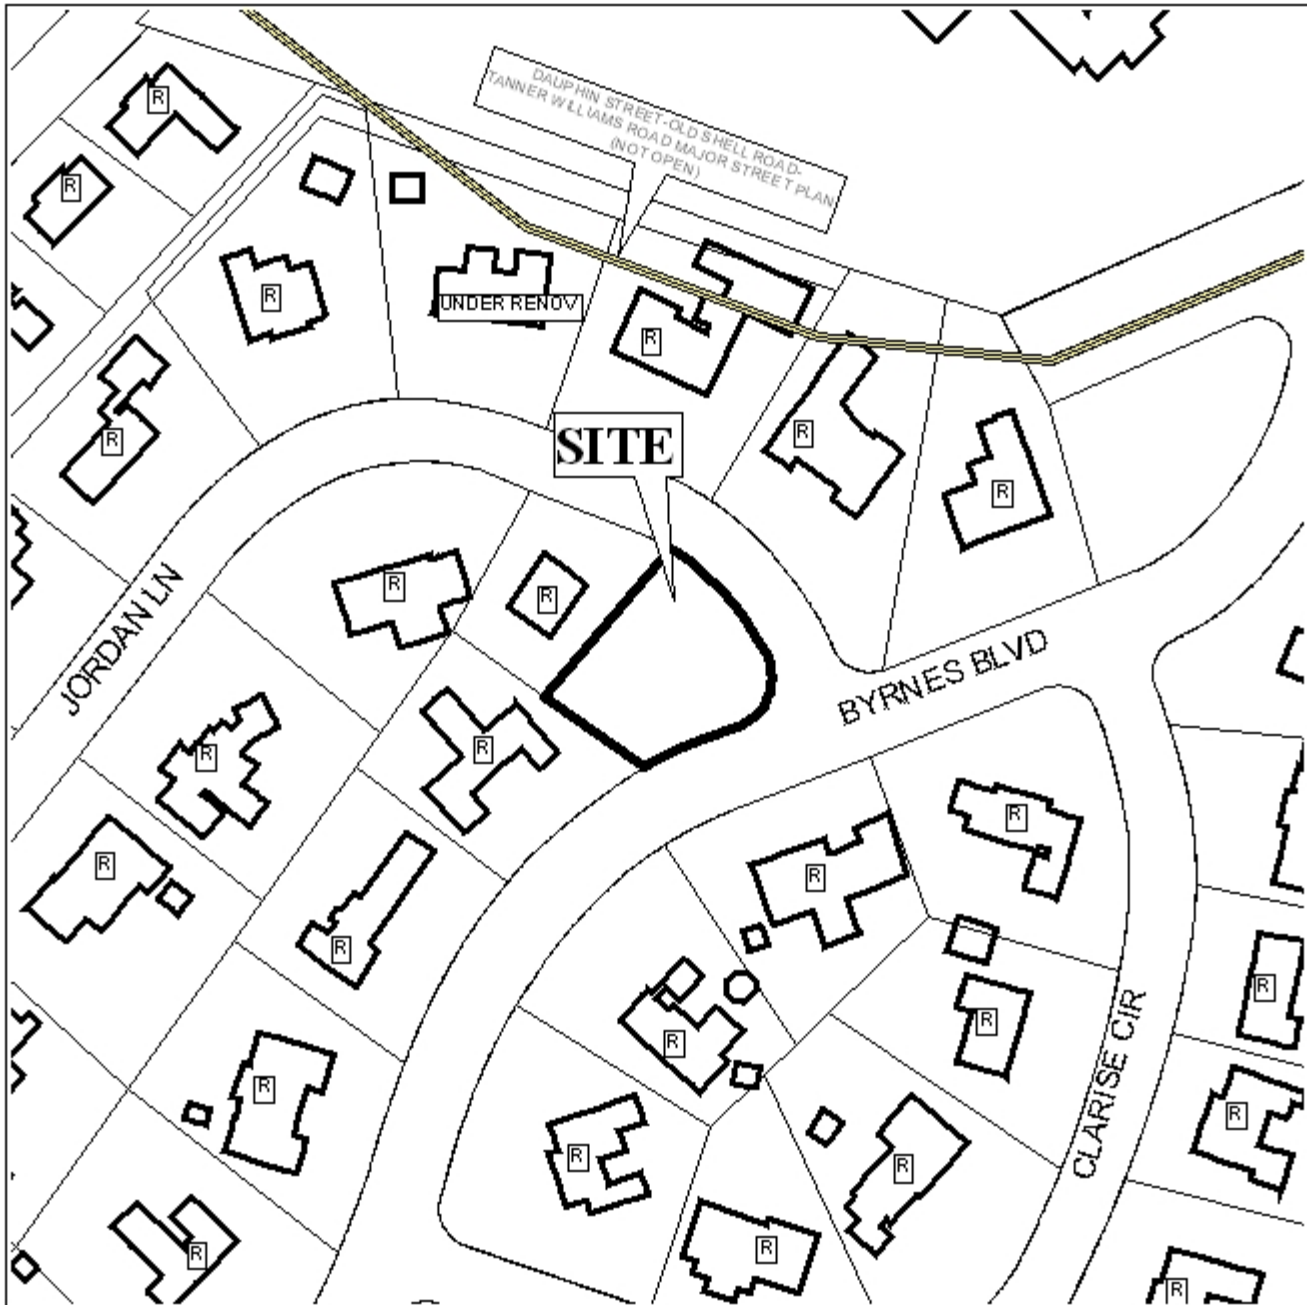 DAUPHIN STREET-OLD SHELL ROAD-
TANNER WILLIAMS ROAD MAJOR STREET PLAN
(NOT OPEN)
R
R
R
UNDER RENOV
R
R
R
SITE
R
R
R
JORDAN LN
R
BYRNES BLVD
R
R
R
R
R
R
R
R
R
CLARISE CIR
R
R
R
R
R
R
R
R